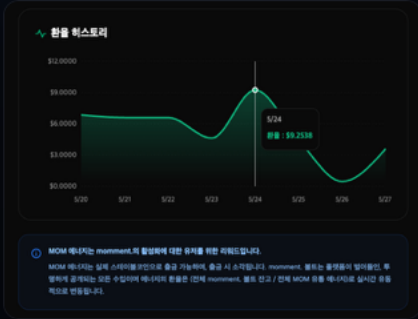 환율 히스토리
$12.0000
$9.0000
$6.0000
$3.0000
$0.0000
5/24
환율 : $9.2538
5/20 5/21 5/22 5/23 5/24 5/25 5/26 5/27
MOM 에너지는 momment.의 활성화에 대한 유저를 위한 리워드입니다.
MOM 에너지는 실제 스테이블코인으로 출금 가능하며, 출금 시 소각됩니다. momment. 볼트는 플랫폼이 벌어들인, 투
명하게 공개되는 모든 수입이며 에너지의 환율은 (전체 momment. 볼트 잔고 / 전체 MOM 유통 에너지)로 실시간 유동
적으로 변동됩니다.